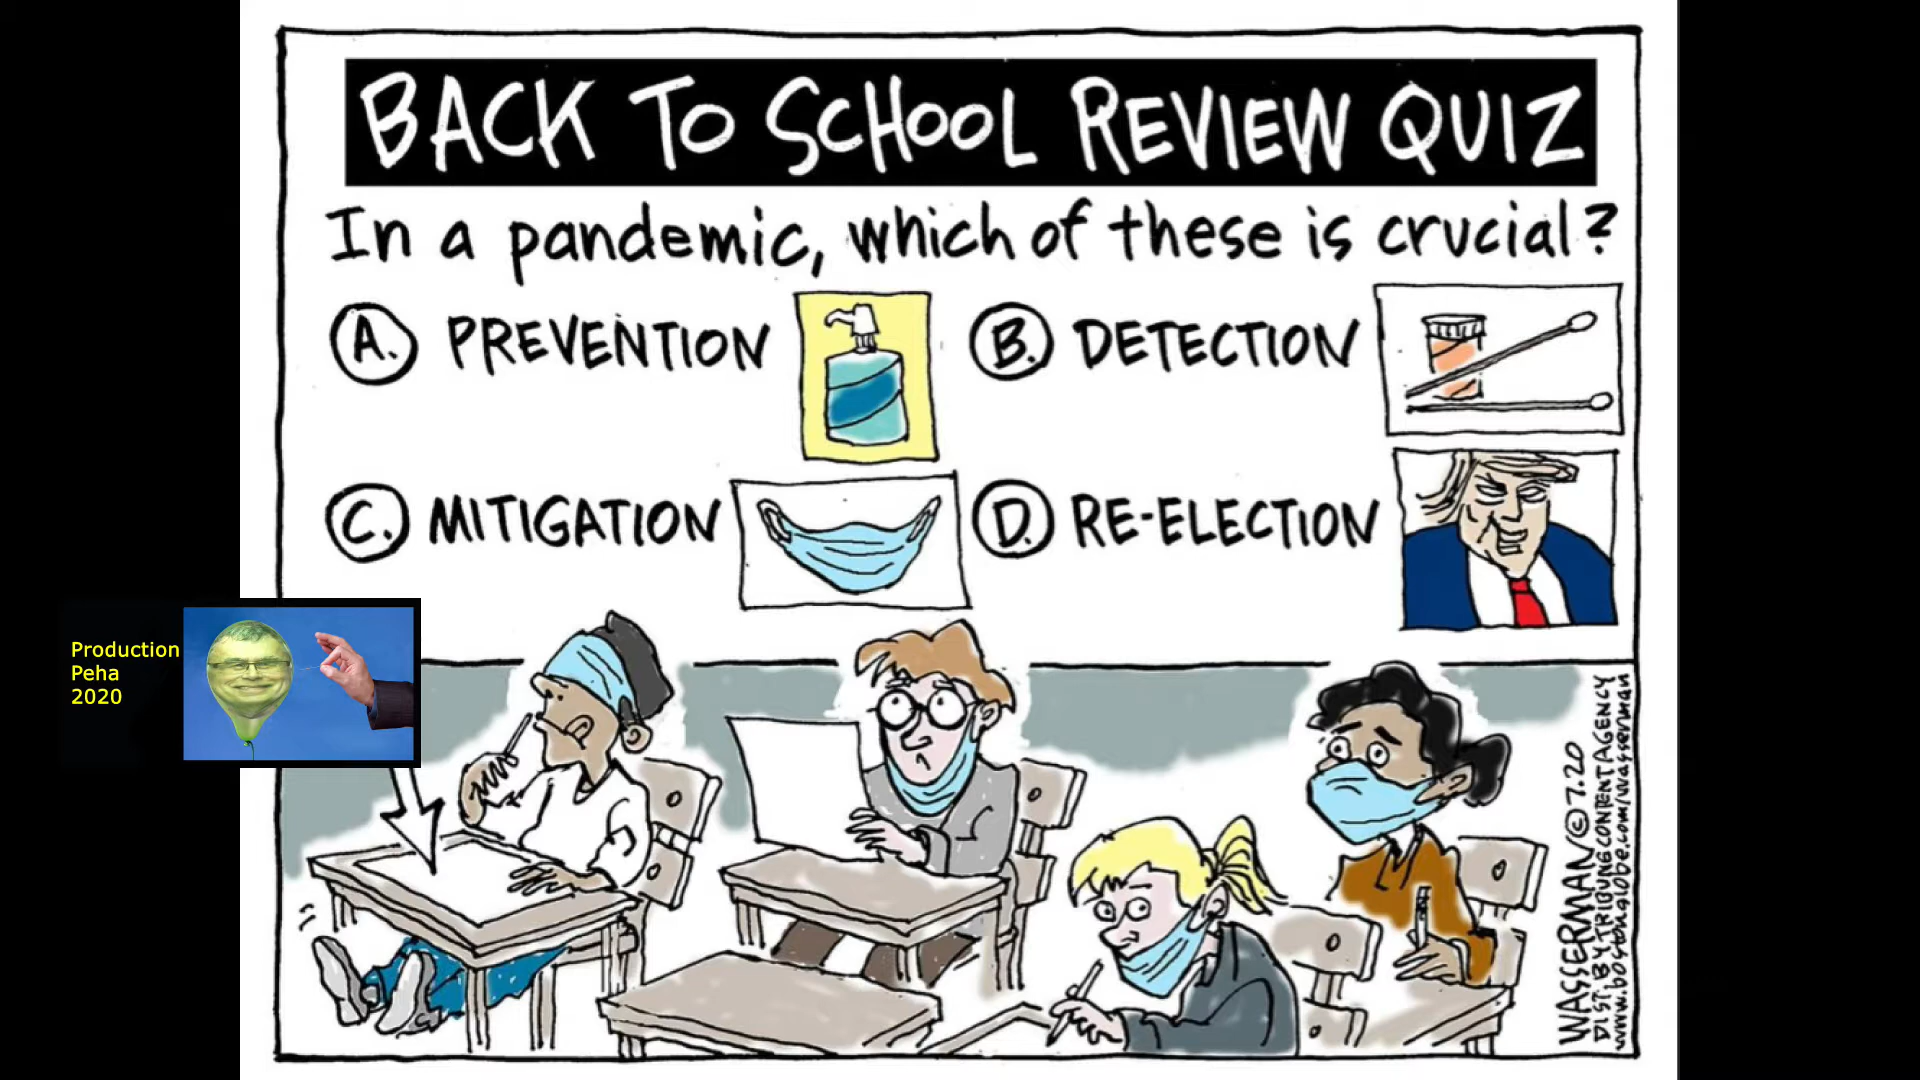 BACK TO SCHOOL REVIEW QUIZ
In a pandemic, which of these is crucial?
A. PREVENTION
B. DETECTION
C. MITIGATION
D. RE-ELECTION
Production
Peha
2020
WASSERMAN © 7.20
DIST. BY TRIBUNE CONTENT AGENCY
www.bostonglobe.com/wasserman